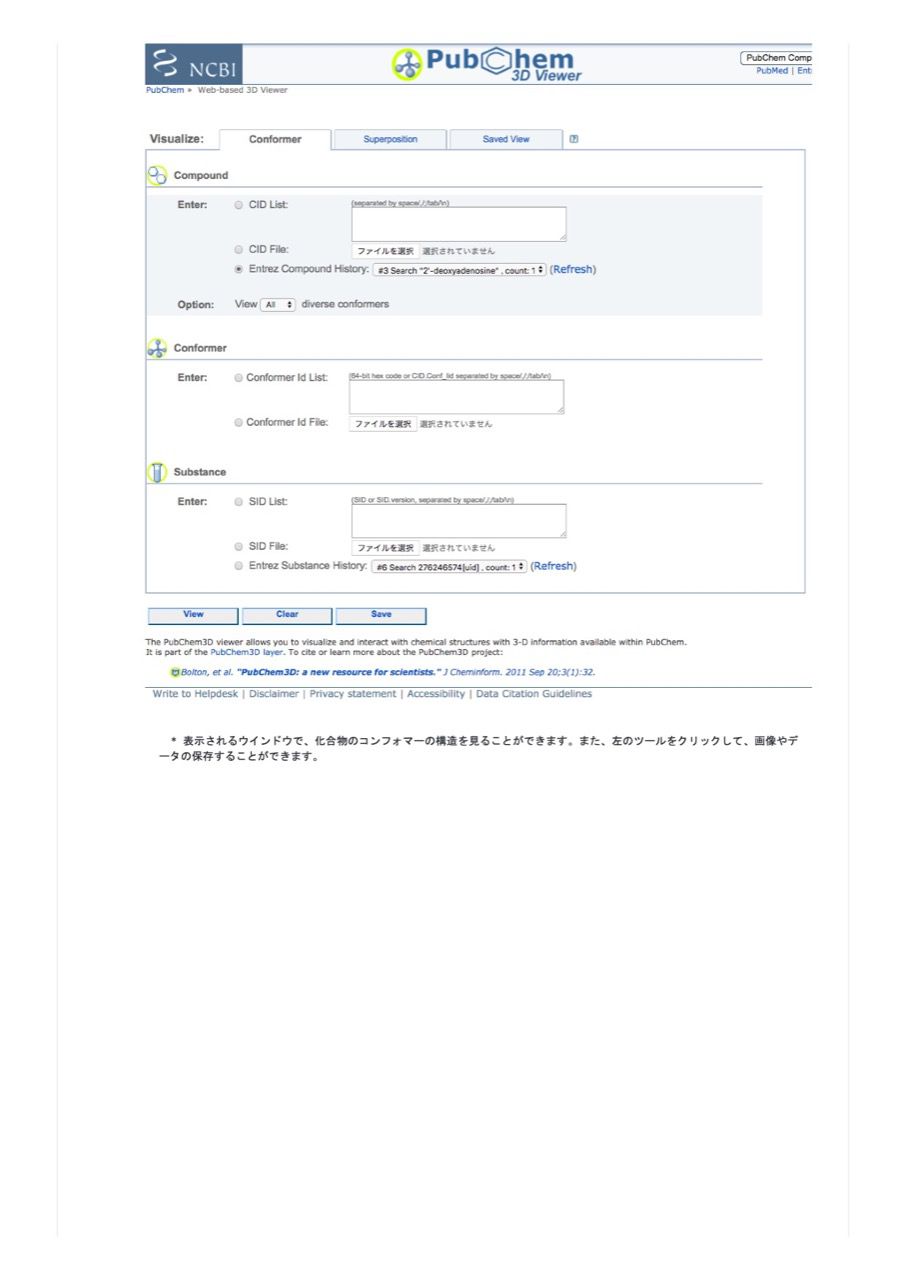 NCBI
PubChem
3D Viewer
PubChem Comp
PubMed | Ent
PubChem » Web-based 3D Viewer
Visualize: Conformer Superposition Saved View ?
Compound
Enter: CID List: (separated by space/,/;/tab/\n)
CID File: ファイルを選択 選択されていません
Entrez Compound History: #3 Search "2'-deoxyadenosine" , count: 1 (Refresh)
Option: View All diverse conformers
Conformer
Enter: Conformer Id List: (64-bit hex code or CID.Conf_lid separated by space/,/;/tab/\n)
Conformer Id File: ファイルを選択 選択されていません
Substance
Enter: SID List: (SID or SID.version, separated by space/,/;/tab/\n)
SID File: ファイルを選択 選択されていません
Entrez Substance History: #6 Search 276246574[uid] , count: 1 (Refresh)
View Clear Save
The PubChem3D viewer allows you to visualize and interact with chemical structures with 3-D information available within PubChem.
It is part of the PubChem3D layer. To cite or learn more about the PubChem3D project:
Bolton, et al. "PubChem3D: a new resource for scientists." J Cheminform. 2011 Sep 20;3(1):32.
Write to Helpdesk | Disclaimer | Privacy statement | Accessibility | Data Citation Guidelines
* 表示されるウインドウで、化合物のコンフォマーの構造を見ることができます。また、左のツールをクリックして、画像やデ
ータの保存することができます。